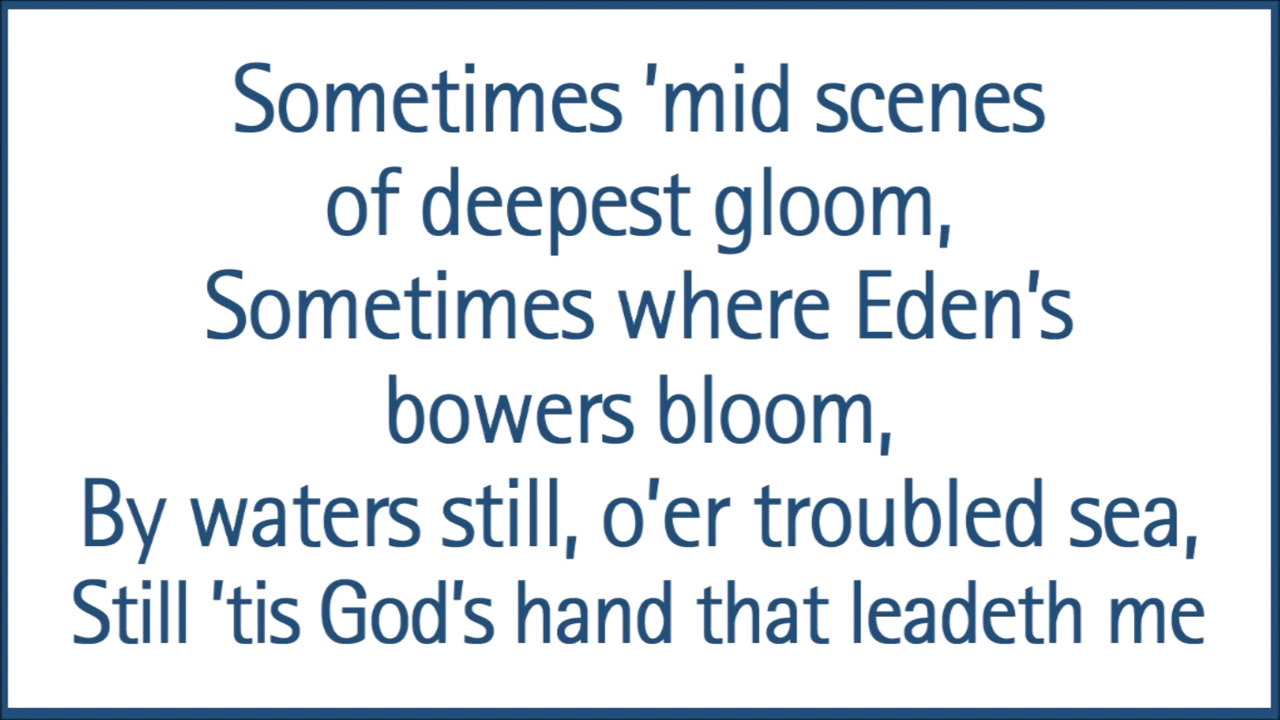 Sometimes ’mid scenes
of deepest gloom,
Sometimes where Eden’s
bowers bloom,
By waters still, o’er troubled sea,
Still ’tis God’s hand that leadeth me